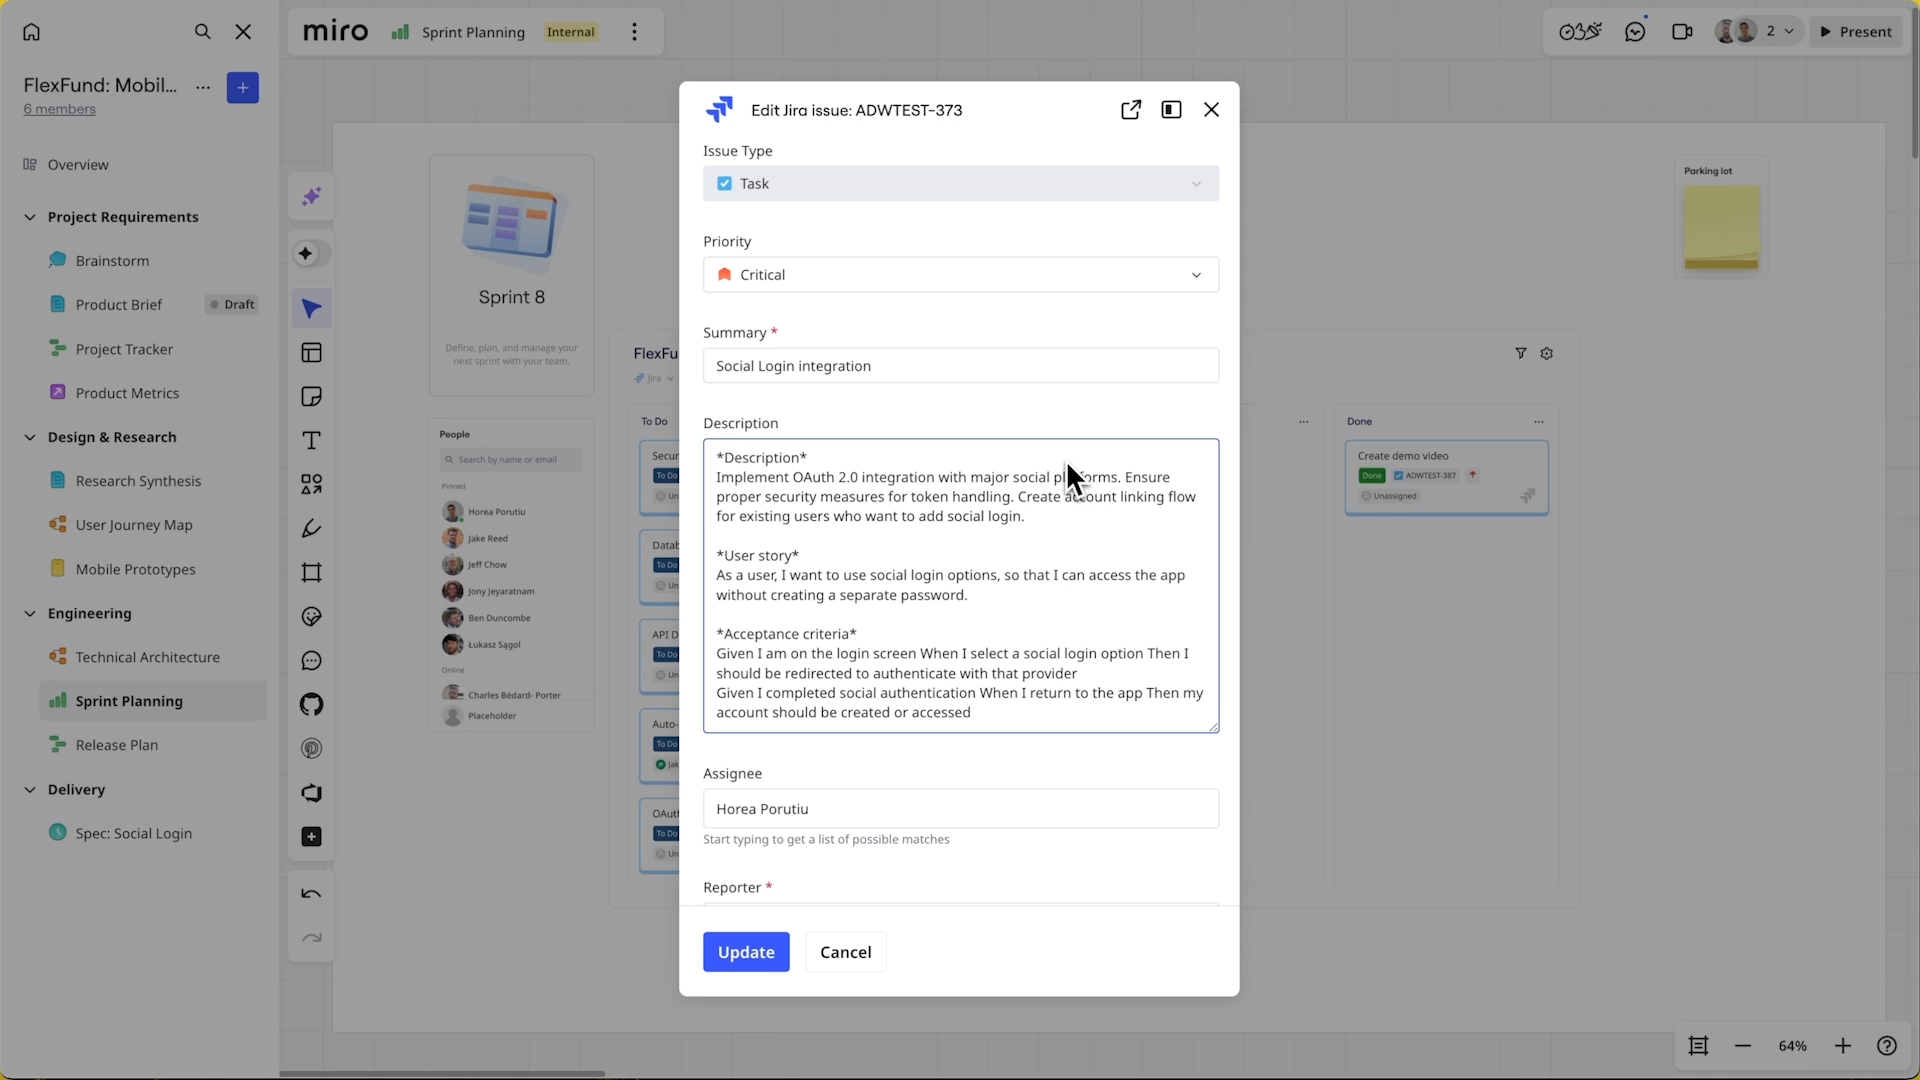 miro
Sprint Planning
Internal
2
Present
FlexFund: Mobil...
6 members
Overview
Project Requirements
Brainstorm
Product Brief
Draft
Project Tracker
Product Metrics
Design & Research
Research Synthesis
User Journey Map
Mobile Prototypes
Engineering
Technical Architecture
Sprint Planning
Release Plan
Delivery
Spec: Social Login
Sprint 8
Define, plan, and manage your
next sprint with your team.
People
Search by name or email
Pinned
Horea Porutiu
Jake Reed
Jeff Chow
Jony Jeyaratnam
Ben Duncombe
Łukasz Sągol
Online
Charles Bédard- Porter
Placeholder
FlexFu
Jira
To Do
Secur
To Do
Un
Datab
To Do
Un
API D
To Do
Un
Auto-
To Do
Jak
OAuth
To Do
Un
Edit Jira issue: ADWTEST-373
Issue Type
Task
Priority
Critical
Summary *
Social Login integration
Description
*Description*
Implement OAuth 2.0 integration with major social platforms. Ensure
proper security measures for token handling. Create account linking flow
for existing users who want to add social login.
*User story*
As a user, I want to use social login options, so that I can access the app
without creating a separate password.
*Acceptance criteria*
Given I am on the login screen When I select a social login option Then I
should be redirected to authenticate with that provider
Given I completed social authentication When I return to the app Then my
account should be created or accessed
Assignee
Horea Porutiu
Start typing to get a list of possible matches
Reporter *
Update
Cancel
Parking lot
Done
Create demo video
Done
ADWTEST-387
Unassigned
64%